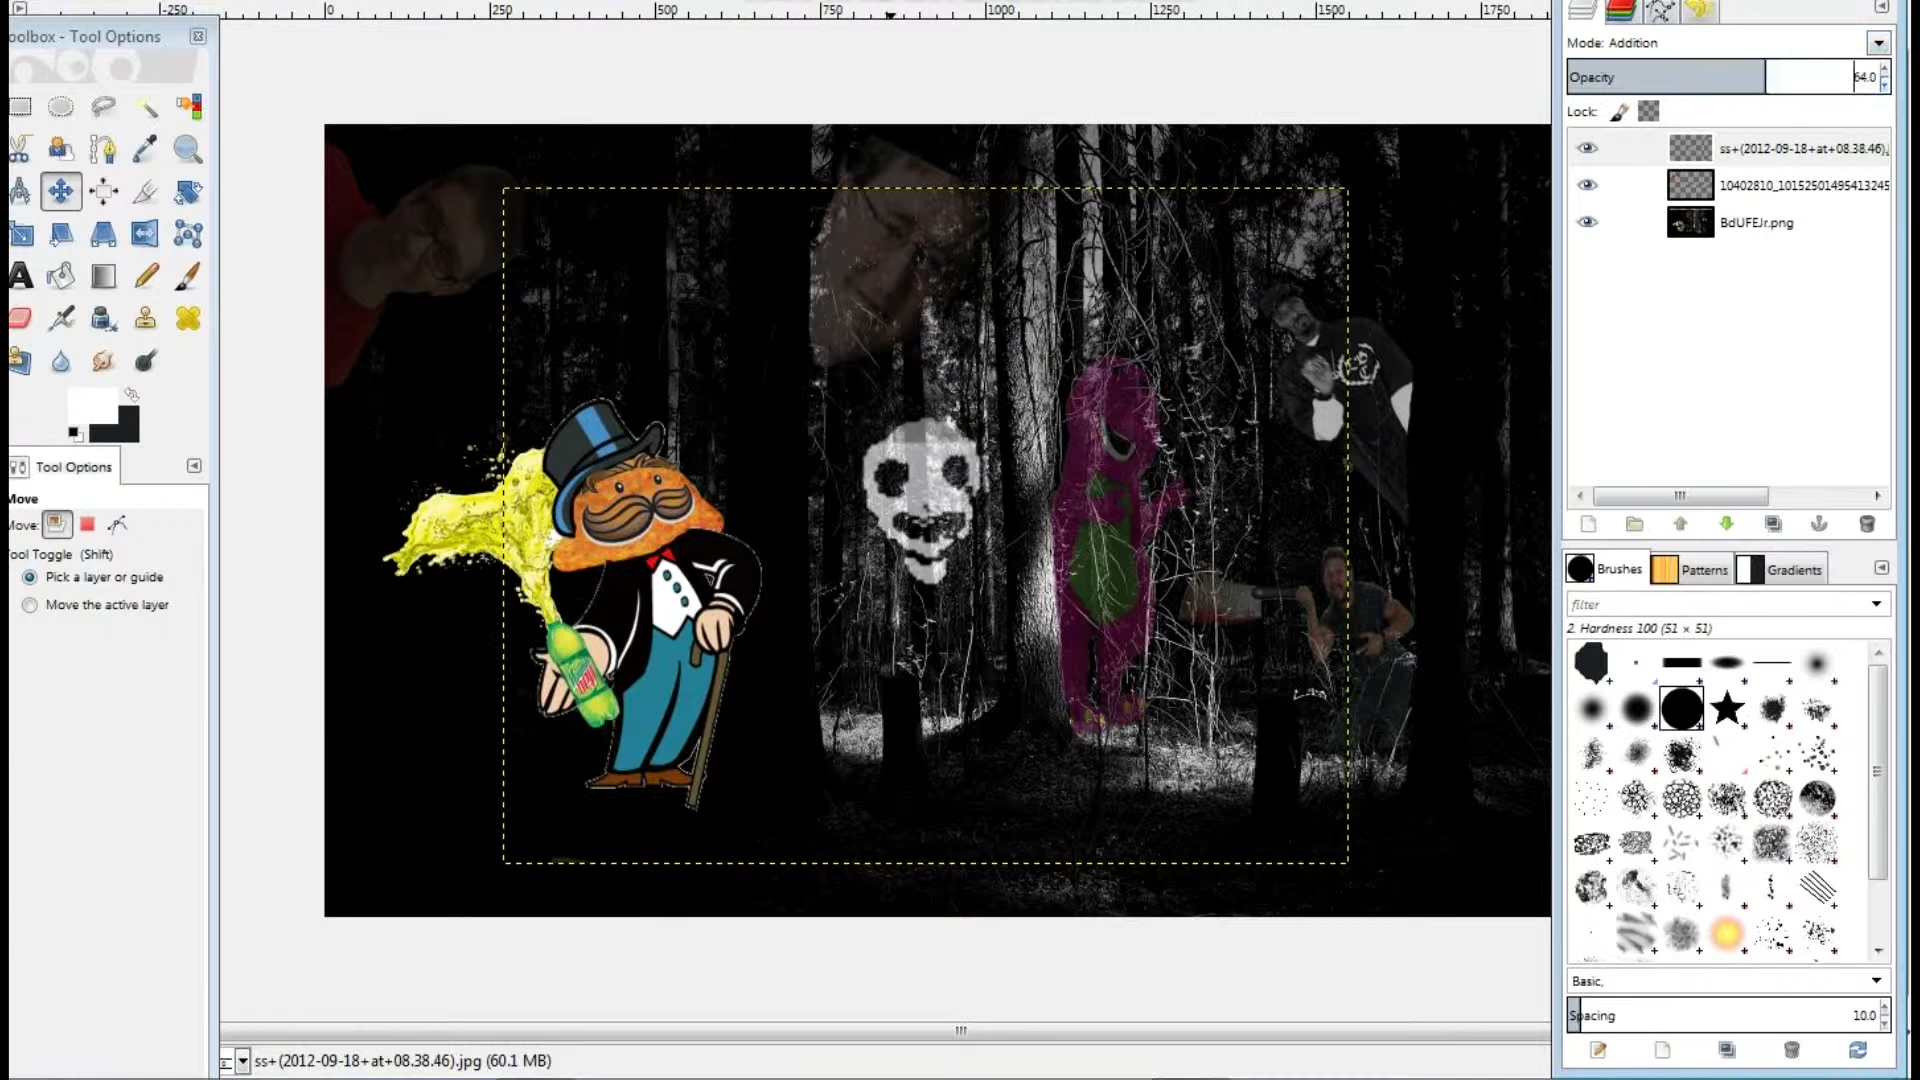 -250
0
250
500
750
1000
1250
1500
1750
oolbox - Tool Options
Tool Options
Move
Move:
ool Toggle (Shift)
Pick a layer or guide
Move the active layer
Mode: Addition
Opacity
64.0
Lock:
ss+(2012-09-18+at+08.38.46).
10402810_10152501495413245
BdUFEJr.png
Brushes
Patterns
Gradients
filter
2. Hardness 100 (51 × 51)
Basic,
Spacing
10.0
ss+(2012-09-18+at+08.38.46).jpg (60.1 MB)